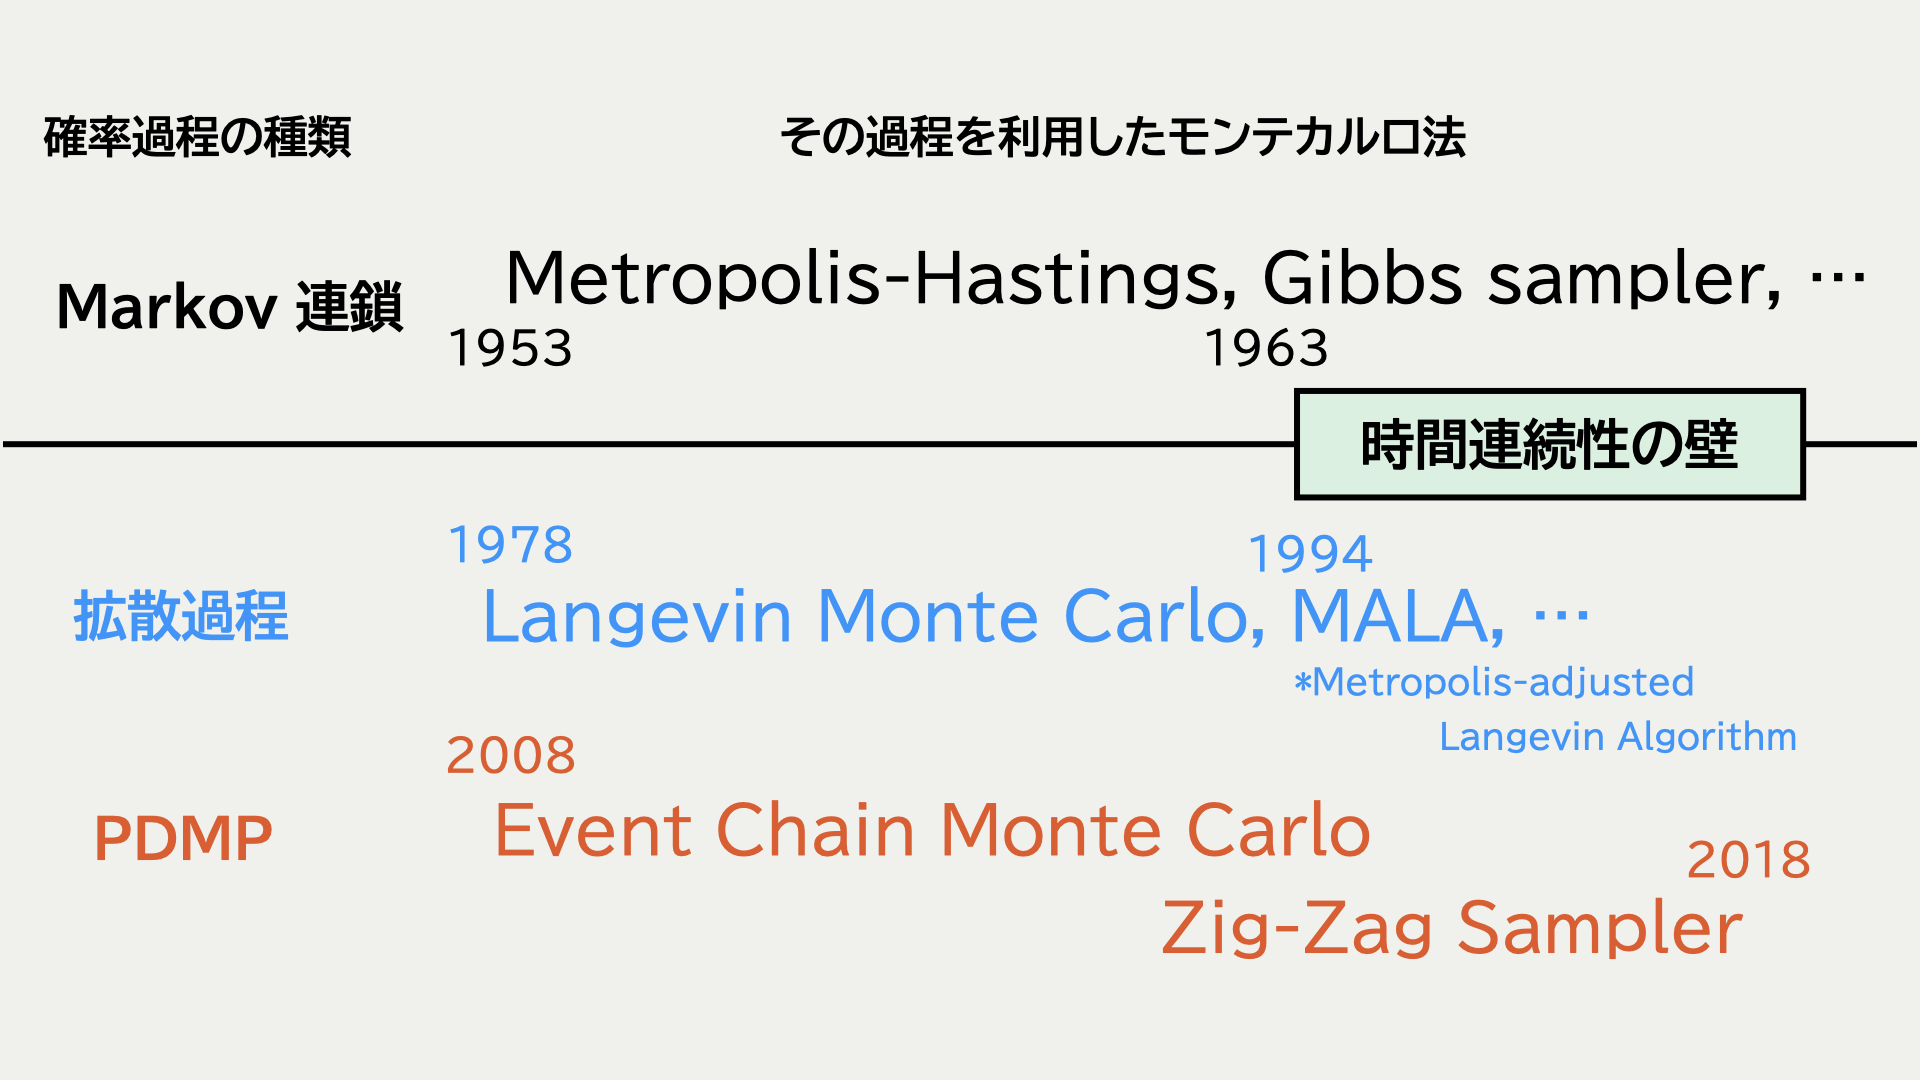 確率過程の種類
その過程を利用したモンテカルロ法
Markov 連鎖
Metropolis-Hastings, Gibbs sampler, …
1953
1963
時間連続性の壁
1978
1994
拡散過程
Langevin Monte Carlo, MALA, …
*Metropolis-adjusted
Langevin Algorithm
2008
PDMP
Event Chain Monte Carlo
2018
Zig-Zag Sampler